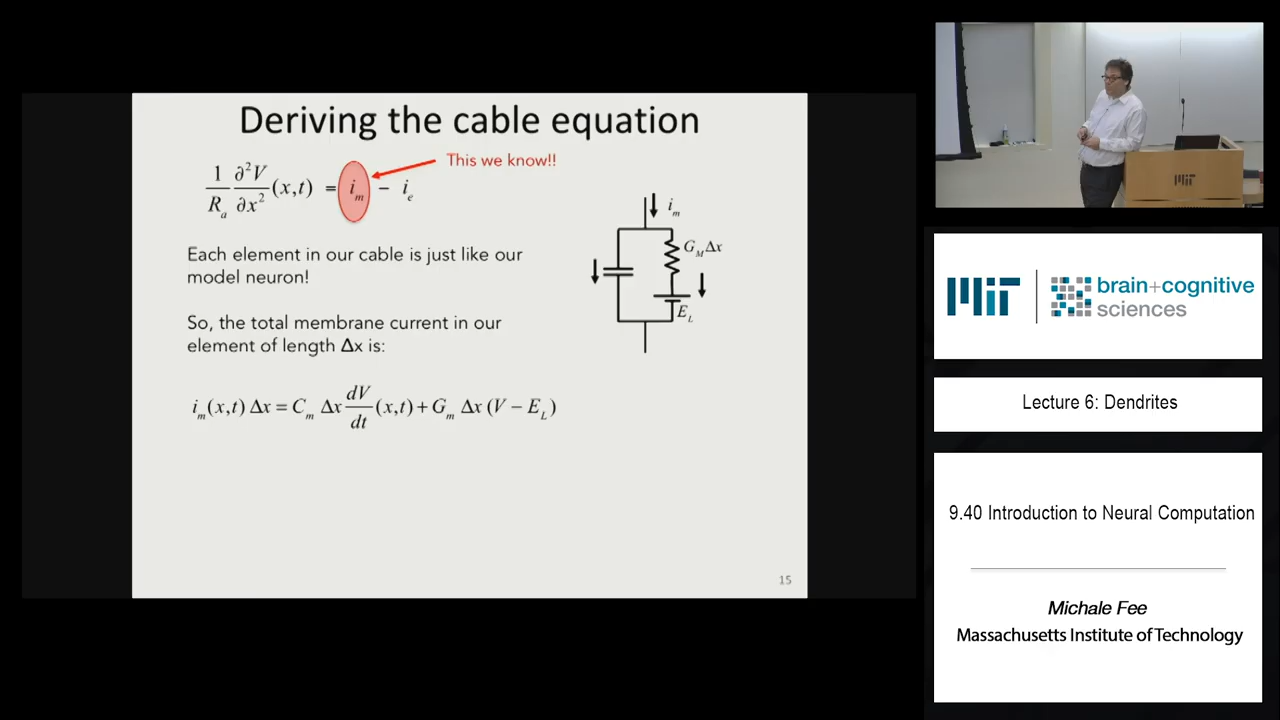 Deriving the cable equation
This we know!!
1/R_a ∂²V/∂x² (x,t) = i_m − i_e
i_m
G_M Δx
E_L
Each element in our cable is just like our
model neuron!
So, the total membrane current in our
element of length Δx is:
i_m(x,t) Δx = C_m Δx dV/dt (x,t) + G_m Δx (V − E_L)
15
MIT
MIT
brain+cognitive
sciences
Lecture 6: Dendrites
9.40 Introduction to Neural Computation
Michale Fee
Massachusetts Institute of Technology